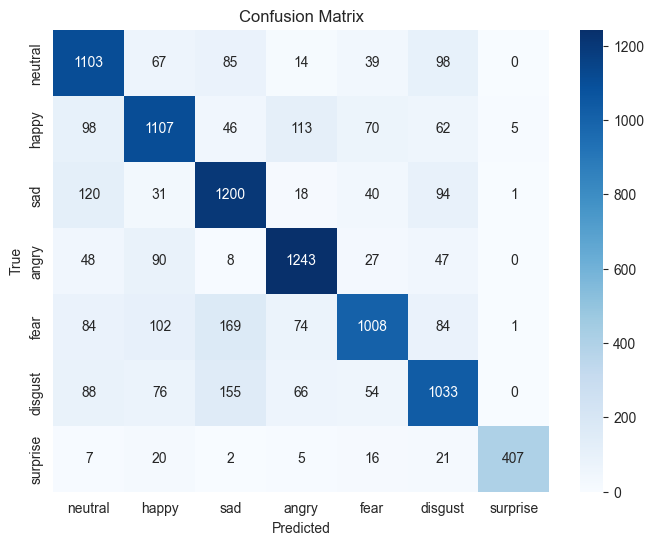 Confusion Matrix
True
neutral 1103 67 85 14 39 98 0
happy 98 1107 46 113 70 62 5
sad 120 31 1200 18 40 94 1
angry 48 90 8 1243 27 47 0
fear 84 102 169 74 1008 84 1
disgust 88 76 155 66 54 1033 0
surprise 7 20 2 5 16 21 407
neutral happy sad angry fear disgust surprise
Predicted
1200
1000
800
600
400
200
0